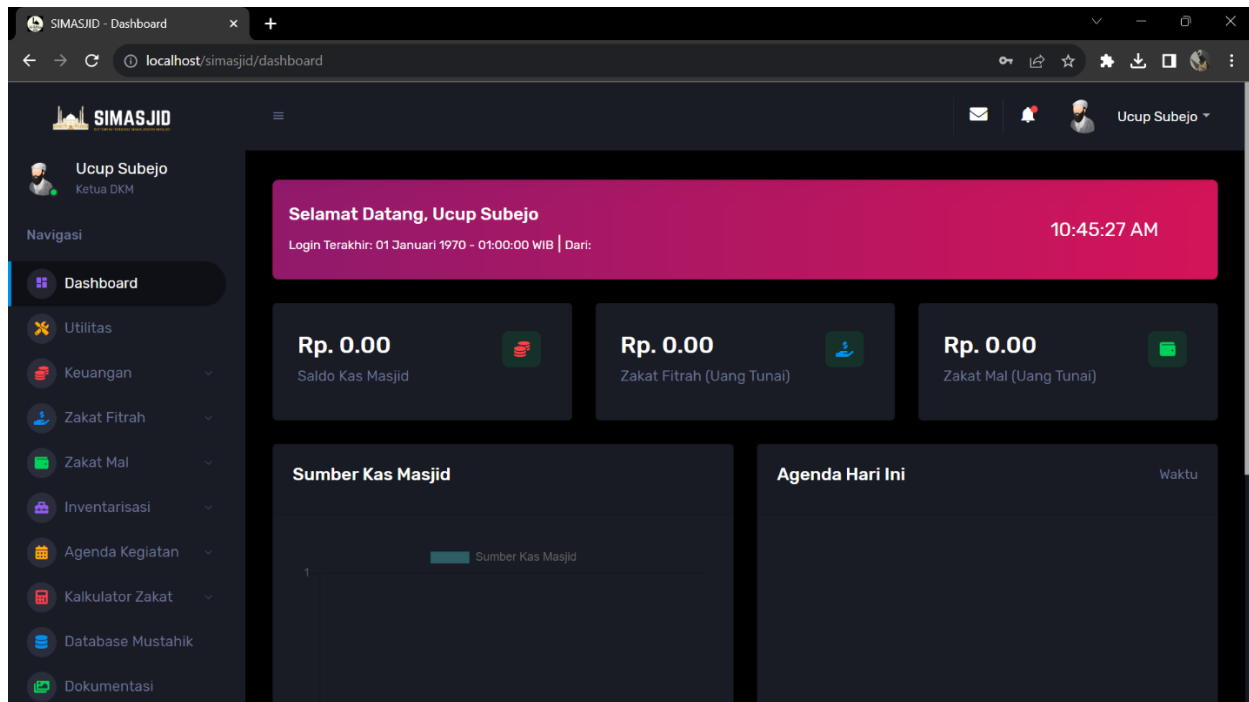 SIMASJID - Dashboard
localhost/simasjid/dashboard
SIMASJID
Ucup Subejo
Ucup Subejo
Ketua DKM
Navigasi
Dashboard
Utilitas
Keuangan
Zakat Fitrah
Zakat Mal
Inventarisasi
Agenda Kegiatan
Kalkulator Zakat
Database Mustahik
Dokumentasi
Selamat Datang, Ucup Subejo
Login Terakhir: 01 Januari 1970 - 01:00:00 WIB | Dari:
10:45:27 AM
Rp. 0.00
Saldo Kas Masjid
Rp. 0.00
Zakat Fitrah (Uang Tunai)
Rp. 0.00
Zakat Mal (Uang Tunai)
Sumber Kas Masjid
Sumber Kas Masjid
1
Agenda Hari Ini
Waktu